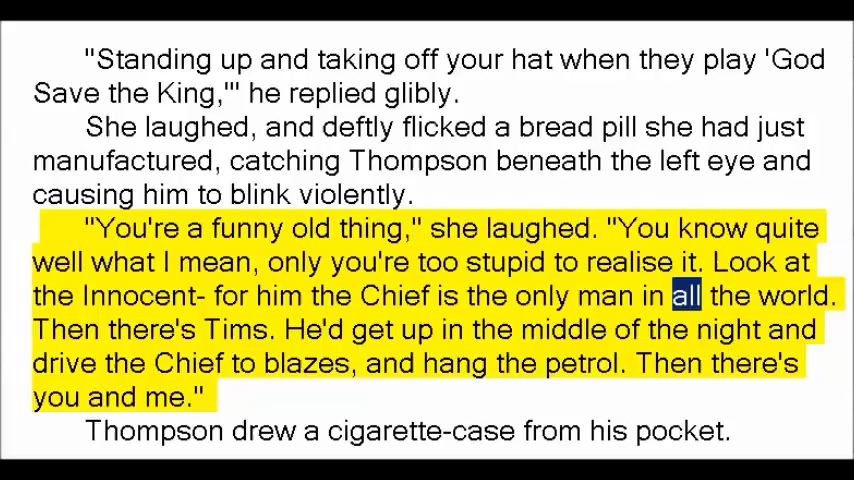 "Standing up and taking off your hat when they play 'God
Save the King,'" he replied glibly.
She laughed, and deftly flicked a bread pill she had just
manufactured, catching Thompson beneath the left eye and
causing him to blink violently.
"You're a funny old thing," she laughed. "You know quite
well what I mean, only you're too stupid to realise it. Look at
the Innocent- for him the Chief is the only man in all the world.
Then there's Tims. He'd get up in the middle of the night and
drive the Chief to blazes, and hang the petrol. Then there's
you and me."
Thompson drew a cigarette-case from his pocket.